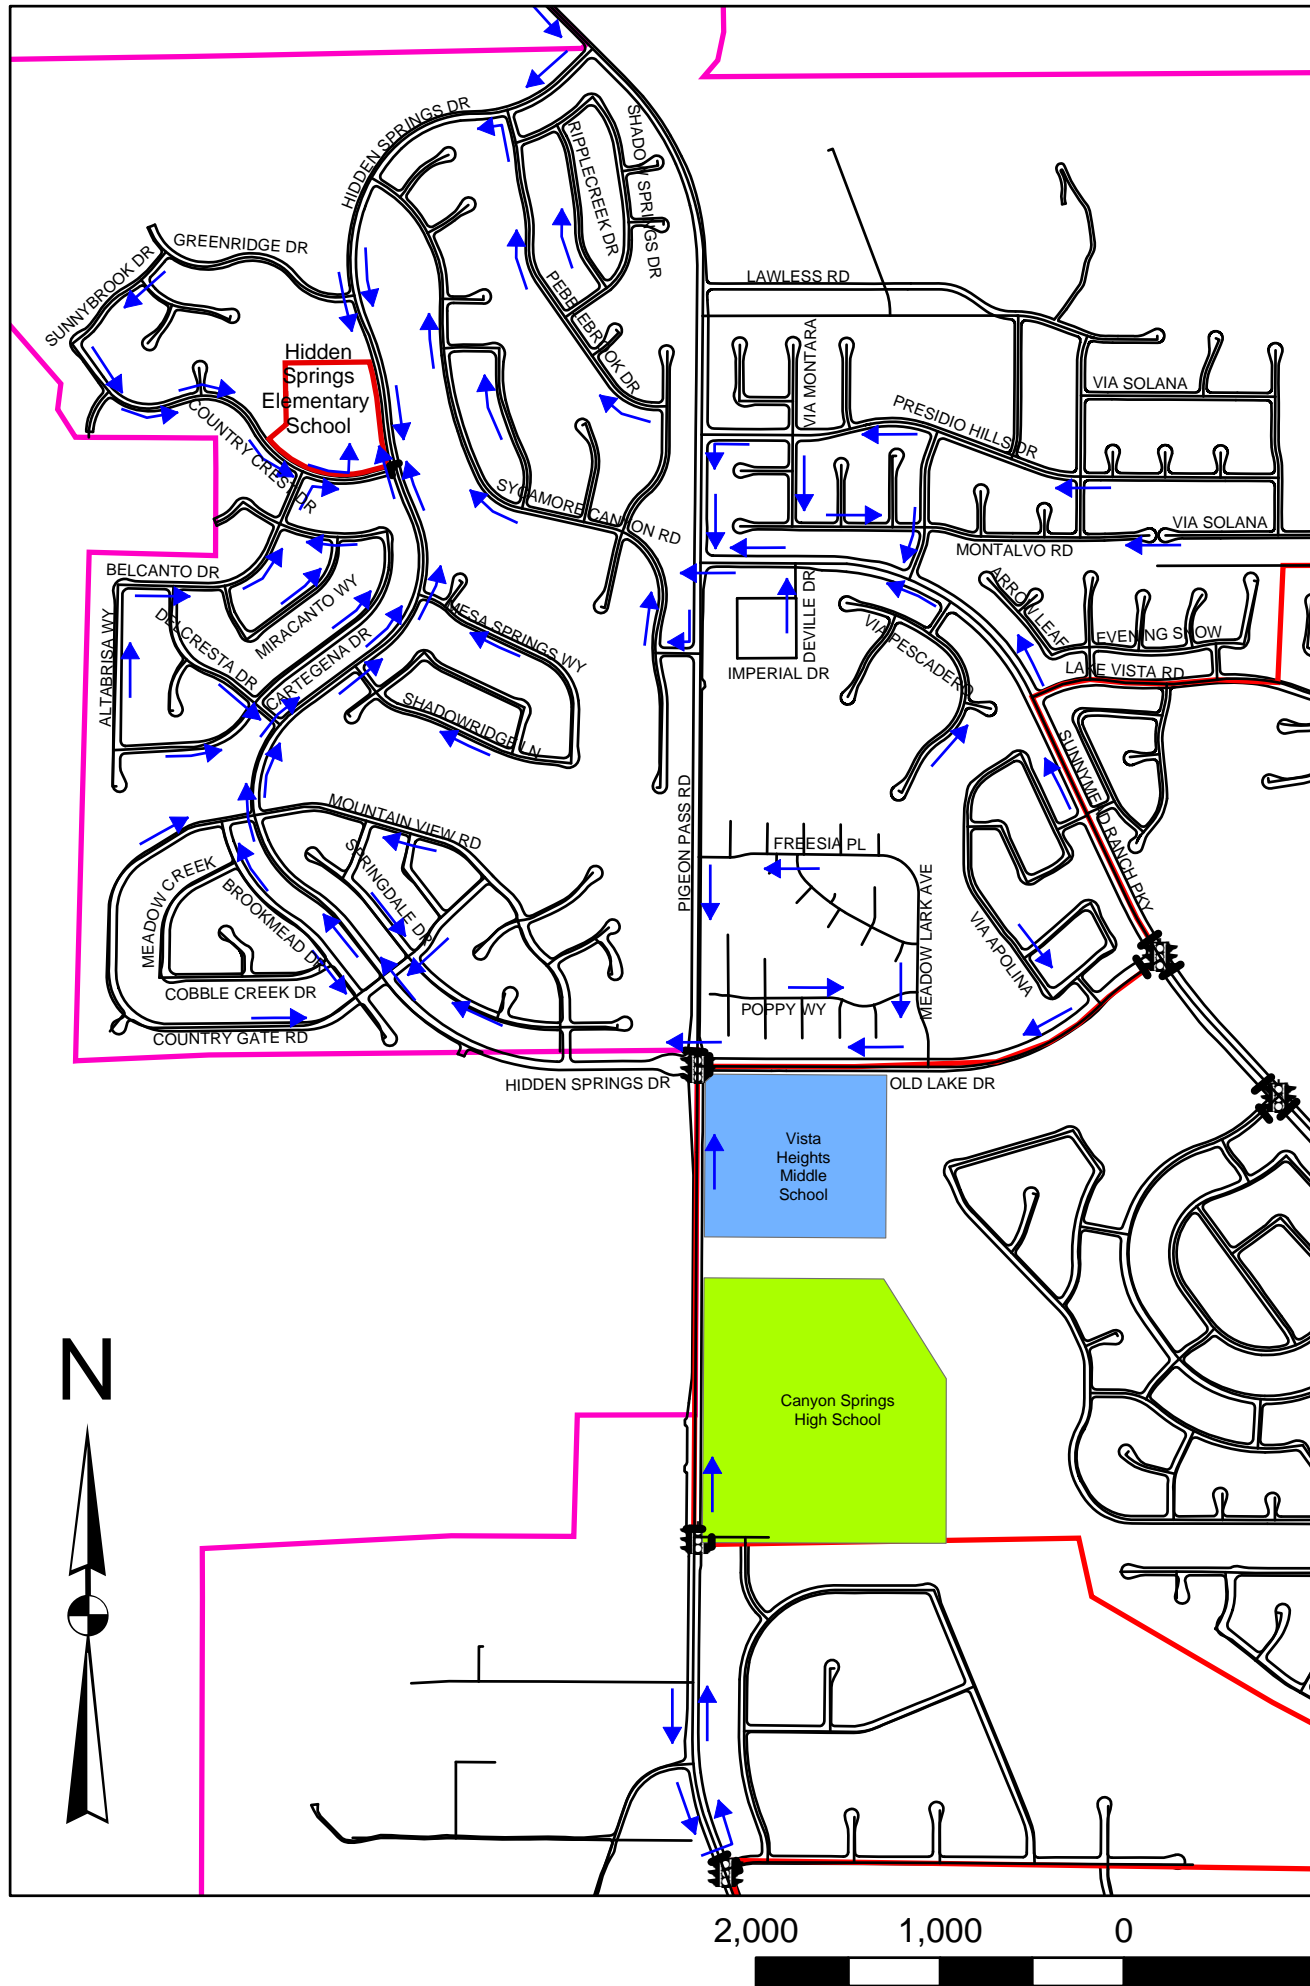 HIDDEN SPRINGS DR
SHADOW SPRINGS DR
RIPPLECREEK DR
GREENRIDGE DR
SUNNYBROOK DR
PEBBLEBROOK DR
LAWLESS RD
VIA MONTARA
VIA SOLANA
PRESIDIO HILLS DR
Hidden
Springs
Elementary
School
COUNTRY CREST DR
SYCAMORE CANYON RD
VIA SOLANA
MONTALVO RD
BELCANTO DR
MIRACANTO WY
DELCRESTA DR
ALTABRISA WY
CARTEGENA DR
MESA SPRINGS WY
SHADOWRIDGE LN
DEVILLE DR
IMPERIAL DR
VIA PESCADERO
ARROWLEAF
EVENING SNOW
LAKE VISTA RD
SUNNYMEAD RANCH PKY
PIGEON PASS RD
MOUNTAIN VIEW RD
SPRINGDALE DR
MEADOW CREEK
BROOKMEAD DR
COBBLE CREEK DR
COUNTRY GATE RD
FREESIA PL
MEADOW LARK AVE
VIA APOLINA
POPPY WY
HIDDEN SPRINGS DR
OLD LAKE DR
Vista
Heights
Middle
School
Canyon Springs
High School
N
2,000 1,000 0